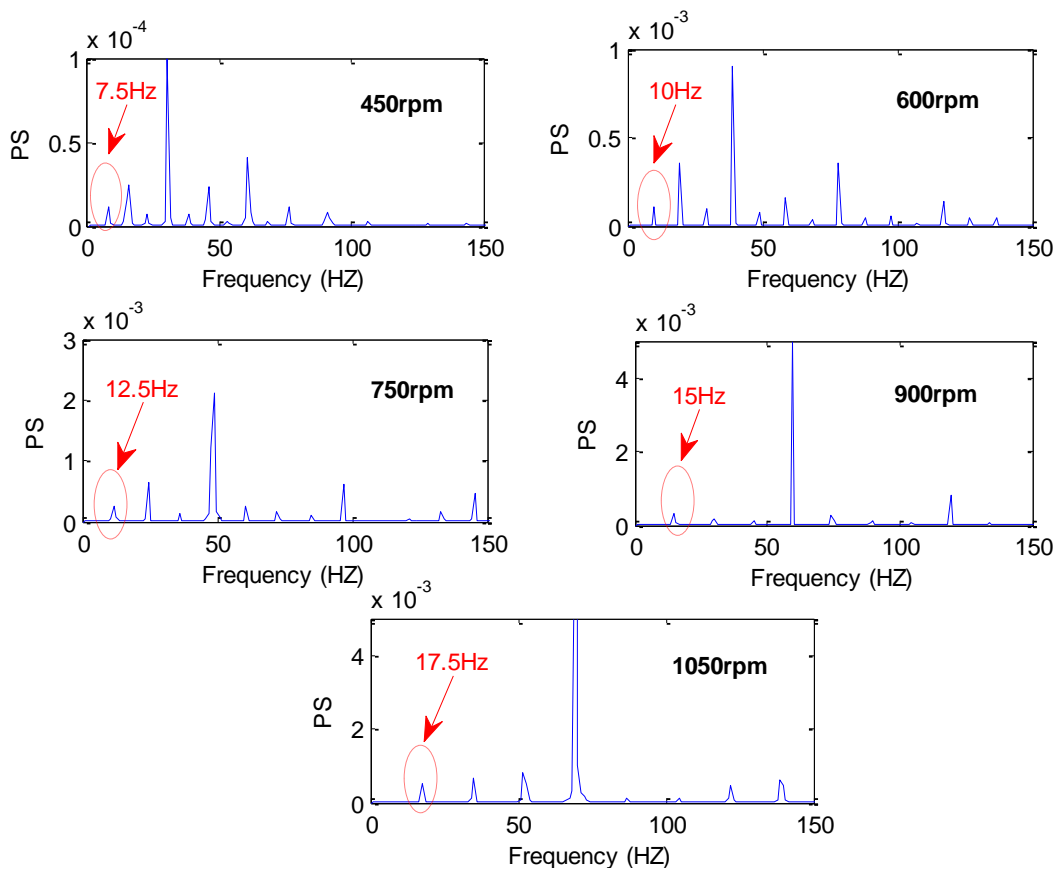 x 10^-4
1
0.5
0
PS
7.5Hz
450rpm
0 50 100 150
Frequency (HZ)
x 10^-3
1
0.5
0
PS
10Hz
600rpm
0 50 100 150
Frequency (HZ)
x 10^-3
3
2
1
0
PS
12.5Hz
750rpm
0 50 100 150
Frequency (HZ)
x 10^-3
4
2
0
PS
15Hz
900rpm
0 50 100 150
Frequency (HZ)
x 10^-3
4
2
0
PS
17.5Hz
1050rpm
0 50 100 150
Frequency (HZ)